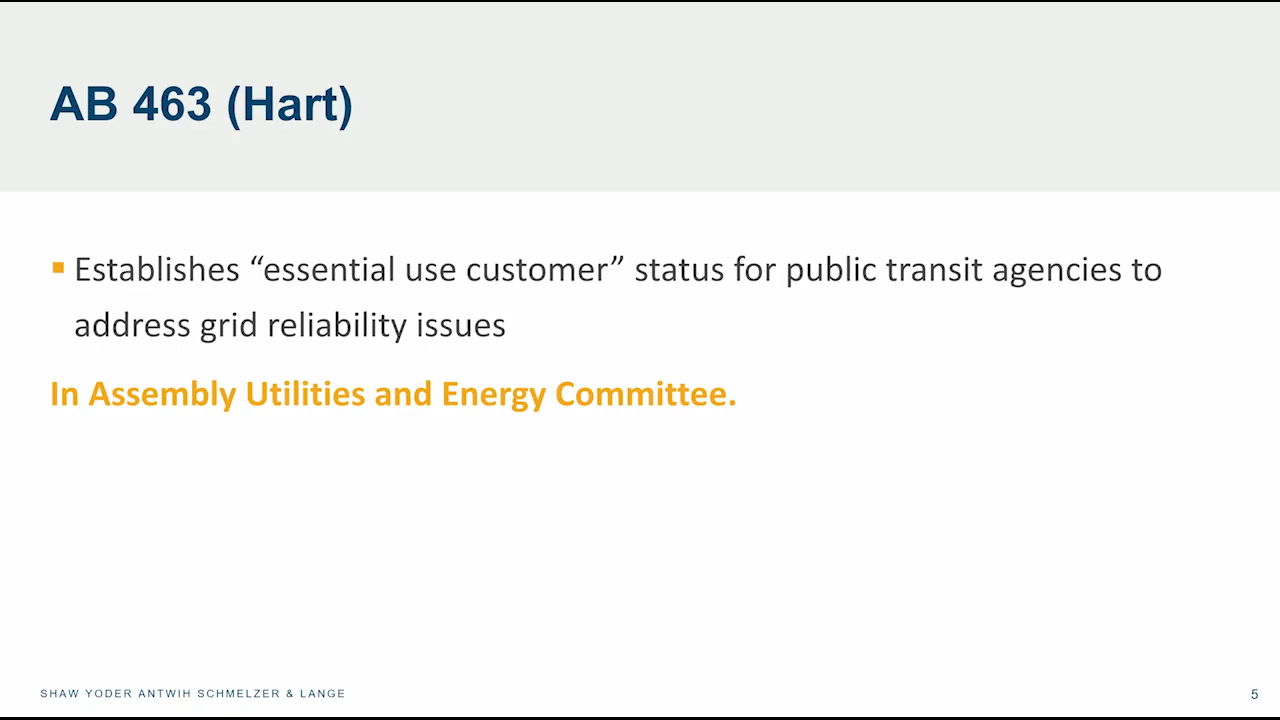 AB 463 (Hart)
▪ Establishes “essential use customer” status for public transit agencies to
address grid reliability issues
In Assembly Utilities and Energy Committee.
SHAW YODER ANTWIH SCHMELZER & LANGE
5